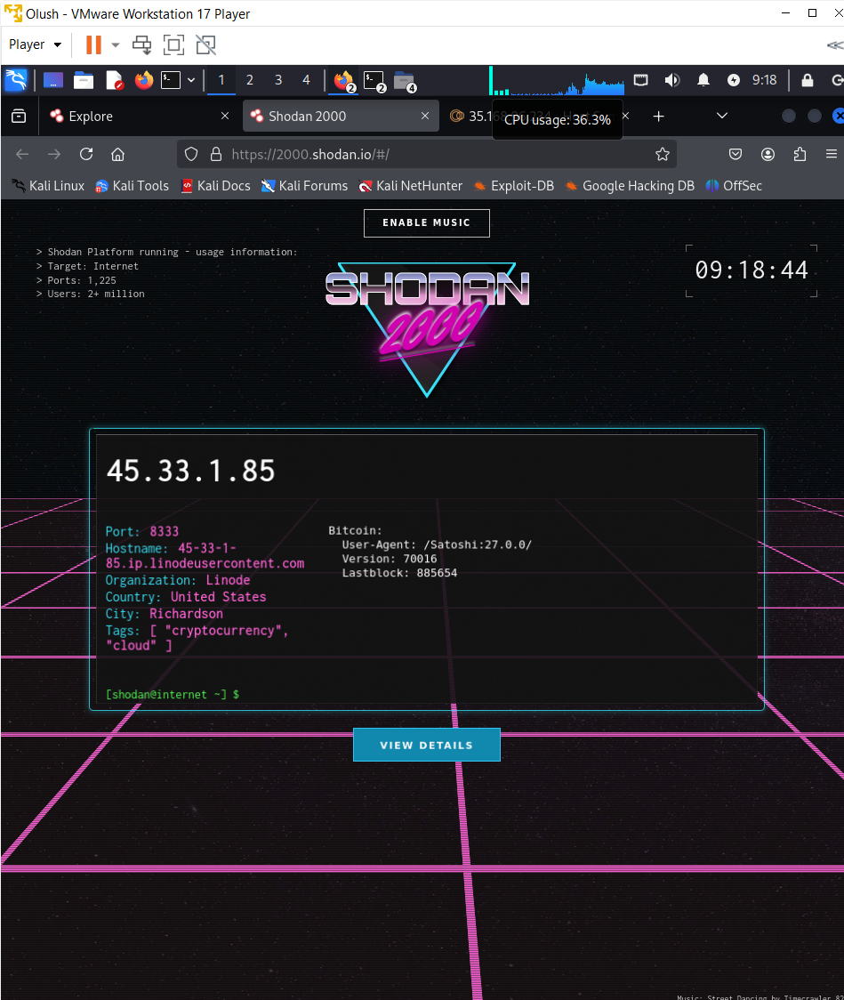 Olush - VMware Workstation 17 Player
Player
1 2 3 4 2 2 4 9:18
Explore Shodan 2000 35.168
CPU usage: 36.3%
https://2000.shodan.io/#/
Kali Linux Kali Tools Kali Docs Kali Forums Kali NetHunter Exploit-DB Google Hacking DB OffSec
ENABLE MUSIC
> Shodan Platform running - usage information:
> Target: Internet
> Ports: 1,225
> Users: 2+ million
SHODAN
2000
09:18:44
45.33.1.85
Port: 8333
Hostname: 45-33-1-
85.ip.linodeusercontent.com
Organization: Linode
Country: United States
City: Richardson
Tags: [ "cryptocurrency",
"cloud" ]
Bitcoin:
User-Agent: /Satoshi:27.0.0/
Version: 70016
Lastblock: 885654
[shodan@internet ~] $
VIEW DETAILS
Music: Street Dancing by Timecrawler 82